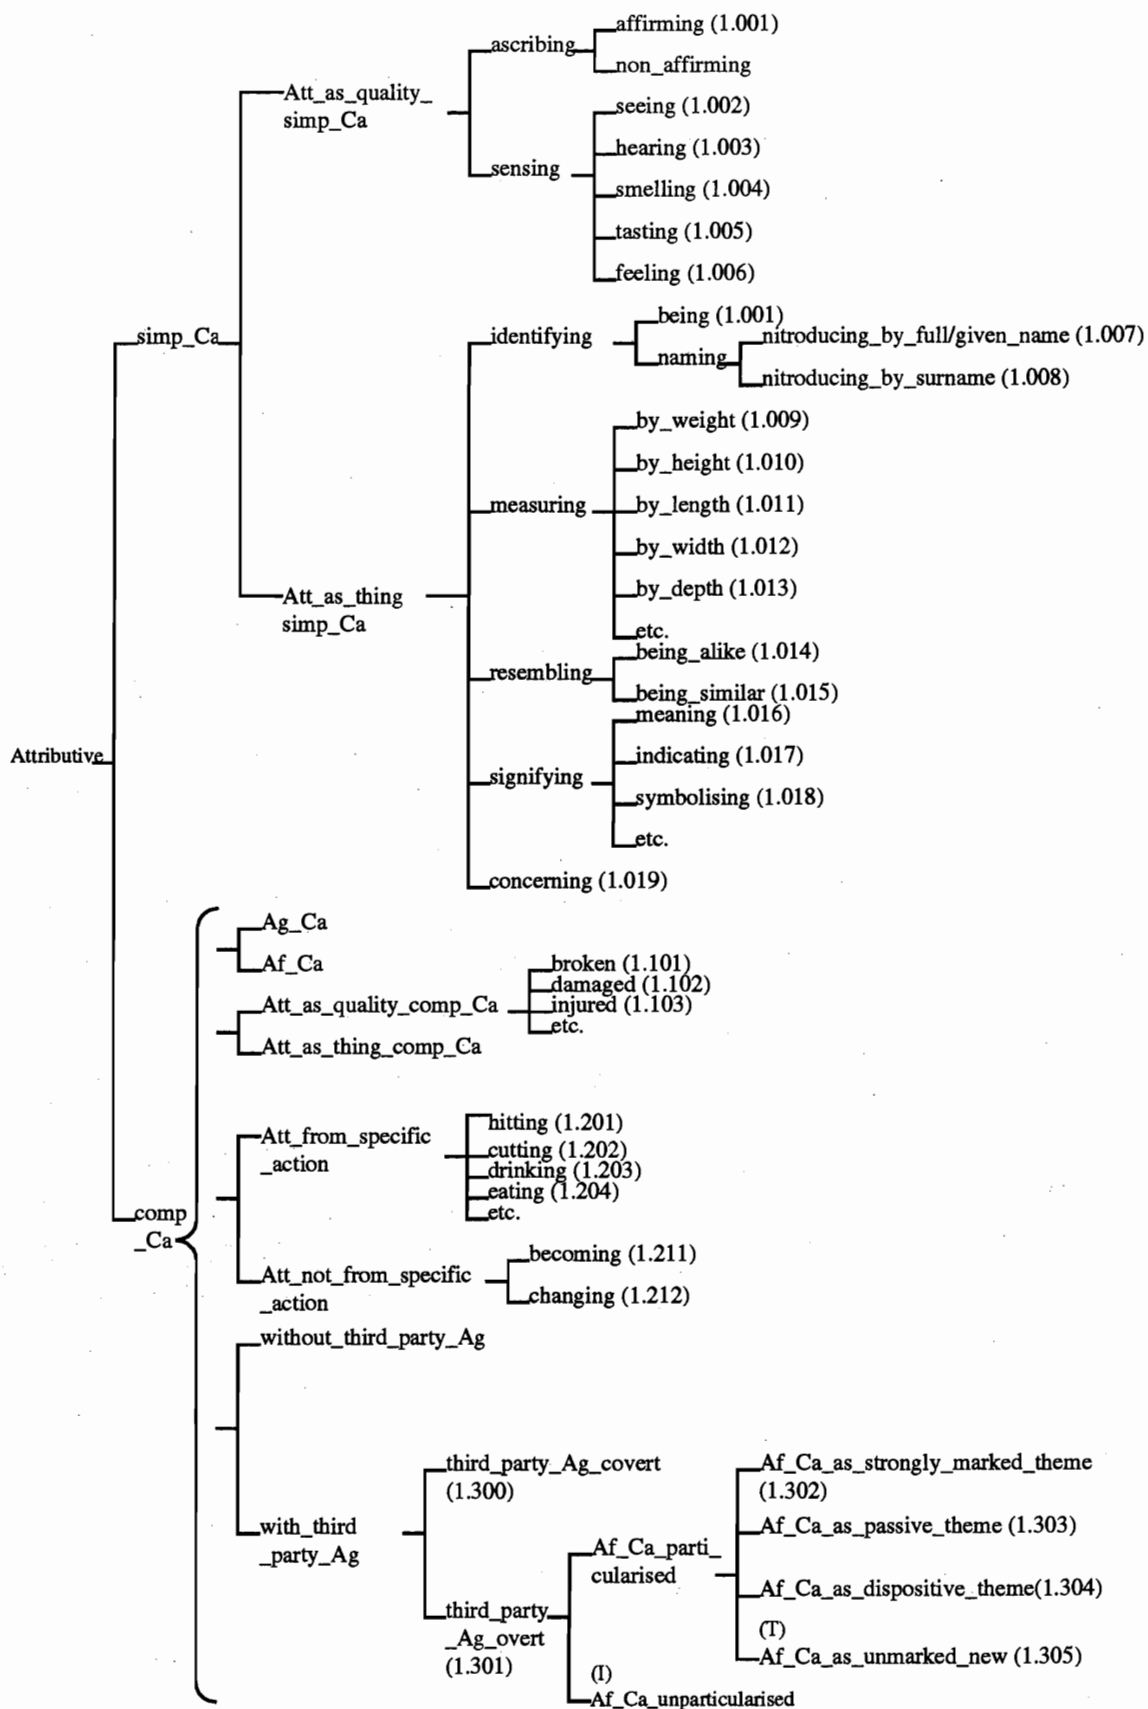 affirming (1.001)
ascribing
non_affirming
Att_as_quality_
simp_Ca
seeing (1.002)
hearing (1.003)
sensing
smelling (1.004)
tasting (1.005)
feeling (1.006)
simp_Ca
identifying
being (1.001)
naming
nitroducing_by_full/given_name (1.007)
nitroducing_by_surname (1.008)
by_weight (1.009)
by_height (1.010)
measuring
by_length (1.011)
by_width (1.012)
by_depth (1.013)
etc.
Att_as_thing
simp_Ca
resembling
being_alike (1.014)
being_similar (1.015)
meaning (1.016)
signifying
indicating (1.017)
symbolising (1.018)
etc.
concerning (1.019)
Attributive
Ag_Ca
Af_Ca
Att_as_quality_comp_Ca
broken (1.101)
damaged (1.102)
injured (1.103)
etc.
Att_as_thing_comp_Ca
comp
_Ca
Att_from_specific
_action
hitting (1.201)
cutting (1.202)
drinking (1.203)
eating (1.204)
etc.
Att_not_from_specific
_action
becoming (1.211)
changing (1.212)
without_third_party_Ag
with_third
_party_Ag
third_party_Ag_covert
(1.300)
third_party
_Ag_overt
(1.301)
Af_Ca_parti_
cularised
Af_Ca_as_strongly_marked_theme
(1.302)
Af_Ca_as_passive_theme (1.303)
Af_Ca_as_dispositive_theme(1.304)
(T)
Af_Ca_as_unmarked_new (1.305)
(I)
Af_Ca_unparticularised